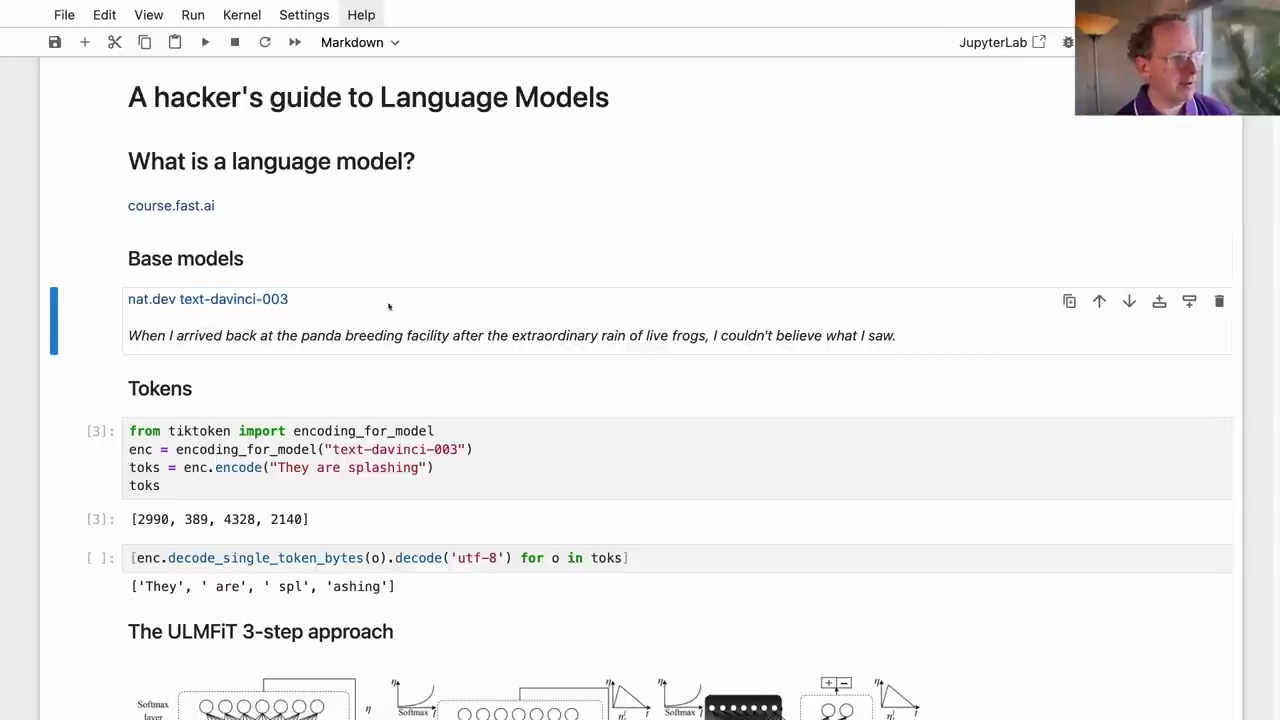 File Edit View Run Kernel Settings Help
Markdown JupyterLab
A hacker's guide to Language Models
What is a language model?
course.fast.ai
Base models
nat.dev text-davinci-003
When I arrived back at the panda breeding facility after the extraordinary rain of live frogs, I couldn't believe what I saw.
Tokens
[3]: from tiktoken import encoding_for_model
enc = encoding_for_model("text-davinci-003")
toks = enc.encode("They are splashing")
toks
[3]: [2990, 389, 4328, 2140]
[ ]: [enc.decode_single_token_bytes(o).decode('utf-8') for o in toks]
['They', ' are', ' spl', 'ashing']
The ULMFiT 3-step approach
η η η η
Softmax layer η Softmax t t Softmax t t